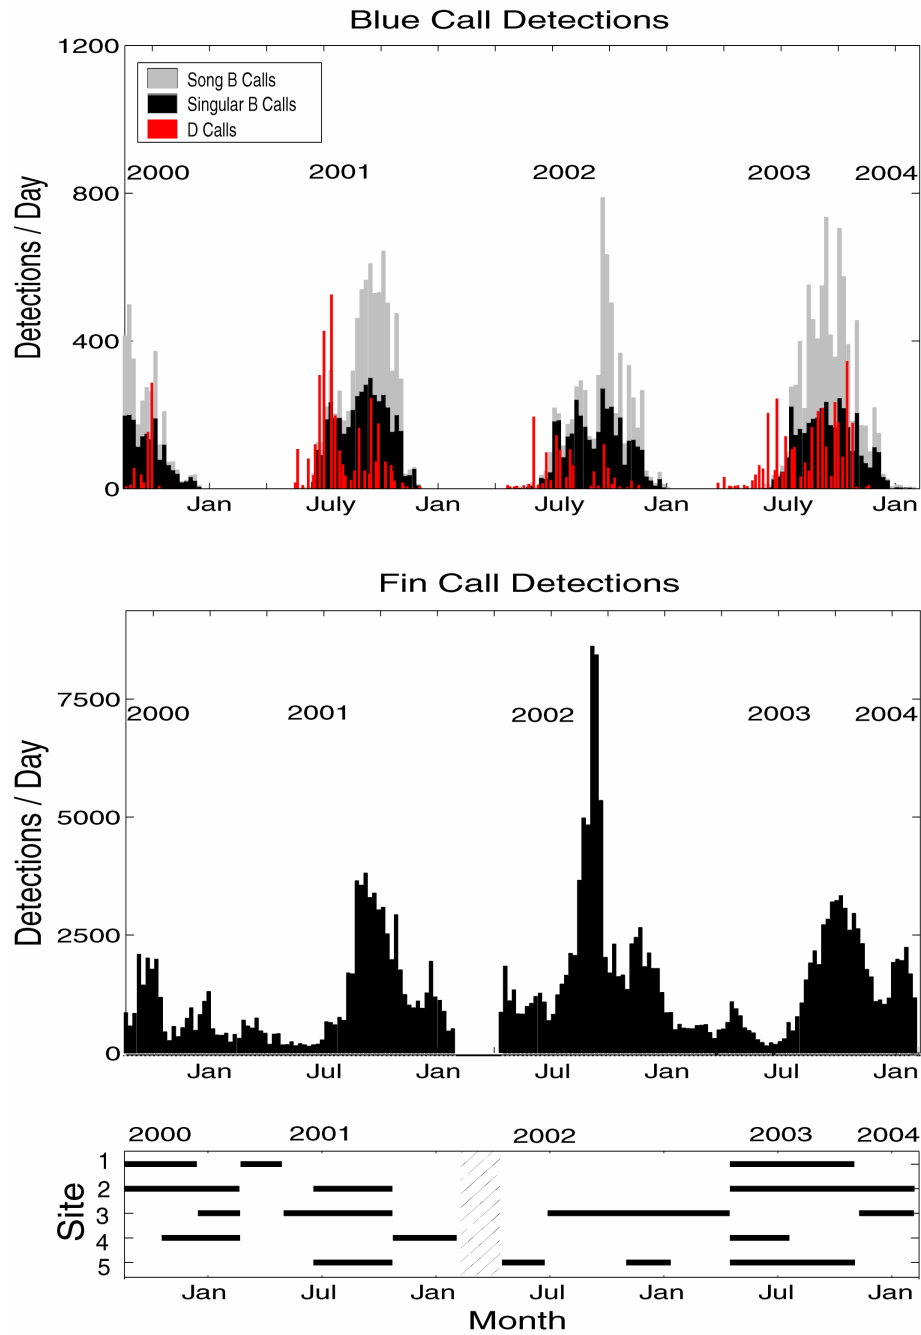 Blue Call Detections
1200
800
400
0
Detections / Day
Song B Calls
Singular B Calls
D Calls
2000 2001 2002 2003 2004
Jan July Jan July Jan July Jan
Fin Call Detections
7500
5000
2500
0
Detections / Day
2000 2001 2002 2003 2004
Jan Jul Jan Jul Jan Jul Jan
2000 2001 2002 2003 2004
Site
1
2
3
4
5
Jan Jul Jan Jul Jan Jul Jan
Month